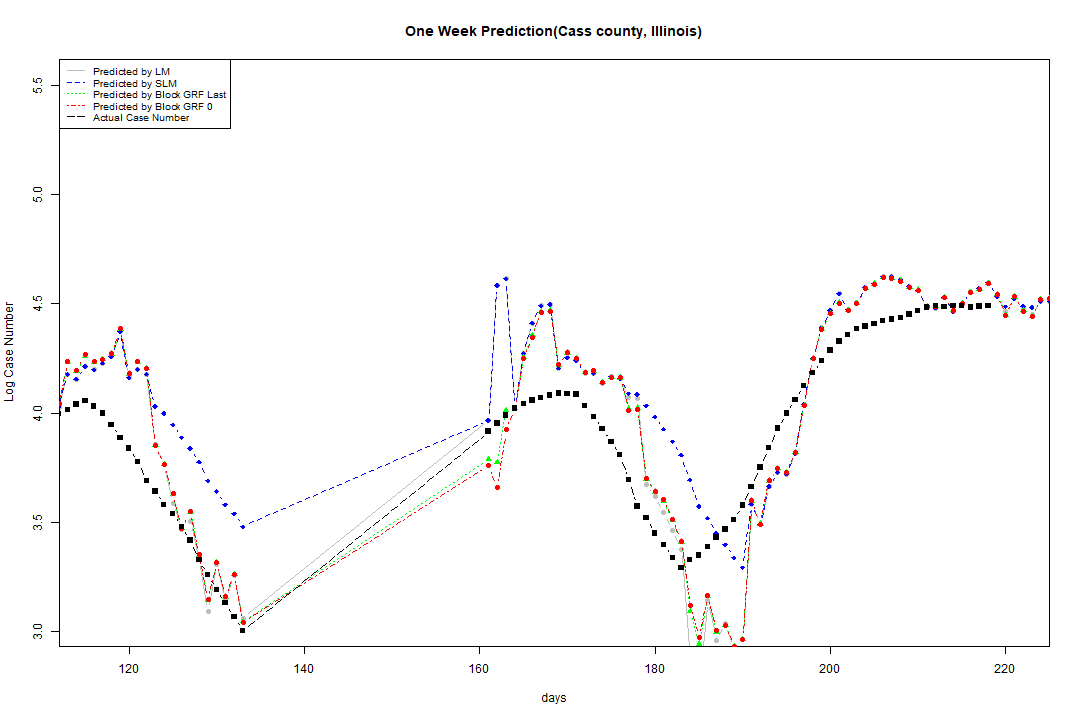 One Week Prediction(Cass county, Illinois)
Predicted by LM
Predicted by SLM
Predicted by Block GRF Last
Predicted by Block GRF 0
Actual Case Number
5.5
5.0
4.5
4.0
3.5
3.0
Log Case Number
120 140 160 180 200 220
days